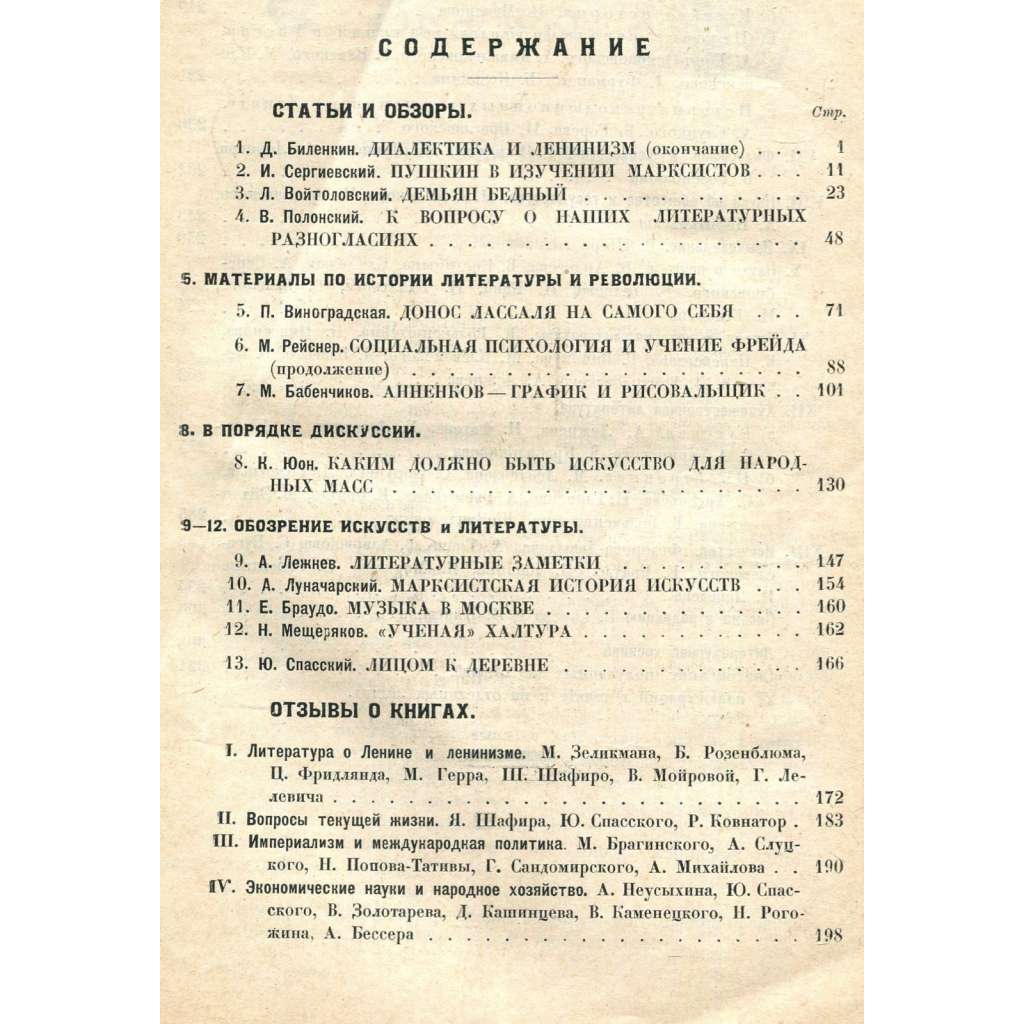 СОДЕРЖАНИЕ
СТАТЬИ И ОБЗОРЫ.
Стр.
1. Д. Биленкин. ДИАЛЕКТИКА И ЛЕНИНИЗМ (окончание) . . . 1
2. И. Сергиевский. ПУШКИН В ИЗУЧЕНИИ МАРКСИСТОВ . . . 11
3. Л. Войтоловский. ДЕМЬЯН БЕДНЫЙ . . . . . . . . . . . . 23
4. В. Полонский. К ВОПРОСУ О НАШИХ ЛИТЕРАТУРНЫХ
РАЗНОГЛАСИЯХ . . . . . . . . . . . . . . . . . . . . 48
5. МАТЕРИАЛЫ ПО ИСТОРИИ ЛИТЕРАТУРЫ И РЕВОЛЮЦИИ.
5. П. Виноградская. ДОНОС ЛАССАЛЯ НА САМОГО СЕБЯ . . . 71
6. М. Рейснер. СОЦИАЛЬНАЯ ПСИХОЛОГИЯ И УЧЕНИЕ ФРЕЙДА
(продолжение) . . . . . . . . . . . . . . . . . . . . . 88
7. М. Бабенчиков. АННЕНКОВ — ГРАФИК И РИСОВАЛЬЩИК . . 101
8. В ПОРЯДКЕ ДИСКУССИИ.
8. К. Юон. КАКИМ ДОЛЖНО БЫТЬ ИСКУССТВО ДЛЯ НАРОД-
НЫХ МАСС . . . . . . . . . . . . . . . . . . . . . . 130
9—12. ОБОЗРЕНИЕ ИСКУССТВ и ЛИТЕРАТУРЫ.
9. А. Лежнев. ЛИТЕРАТУРНЫЕ ЗАМЕТКИ . . . . . . . . . . . 147
10. А. Луначарский. МАРКСИСТСКАЯ ИСТОРИЯ ИСКУССТВ . . . 154
11. Е. Браудо. МУЗЫКА В МОСКВЕ . . . . . . . . . . . . . . 160
12. Н. Мещеряков. «УЧЕНАЯ» ХАЛТУРА . . . . . . . . . . . . 162
13. Ю. Спасский. ЛИЦОМ К ДЕРЕВНЕ . . . . . . . . . . . . . 166
ОТЗЫВЫ О КНИГАХ.
I. Литература о Ленине и ленинизме. М. Зеликмана, Б. Розенблюма,
Ц. Фридлянда, М. Герра, Ш. Шафиро, В. Мойровой, Г. Ле-
левича . . . . . . . . . . . . . . . . . . . . . . . . . 172
II. Вопросы текущей жизни. Я. Шафира, Ю. Спасского, Р. Ковнатор . 183
III. Империализм и международная политика. М. Брагинского, А. Слуц-
кого, Н. Попова-Тативы, Г. Сандомирского, А. Михайлова . . 190
IV. Экономические науки и народное хозяйство. А. Неусыхина, Ю. Спас-
ского, В. Золотарева, Д. Кашинцева, В. Каменецкого, Н. Рого-
жина, А. Бессера . . . . . . . . . . . . . . . . . . . . 198